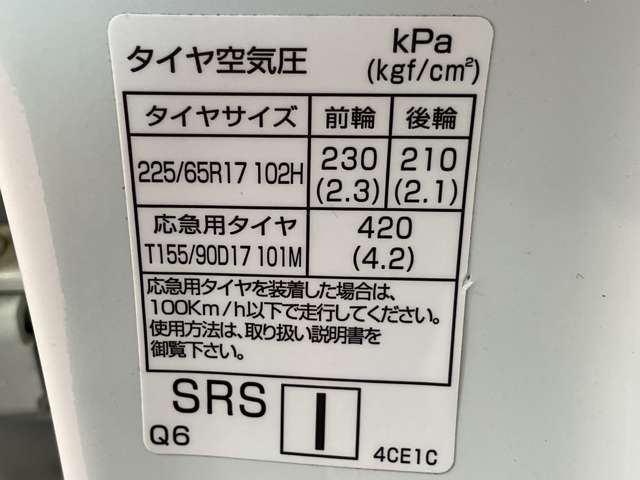 タイヤ空気圧 kPa
(kgf/cm²)
タイヤサイズ 前輪 後輪
225/65R17 102H 230 210
(2.3) (2.1)
応急用タイヤ 420
T155/90D17 101M (4.2)
応急用タイヤを装着した場合は、
100Km/h以下で走行してください。
使用方法は、取り扱い説明書を
御覧下さい。
SRS I
Q6 4CE1C